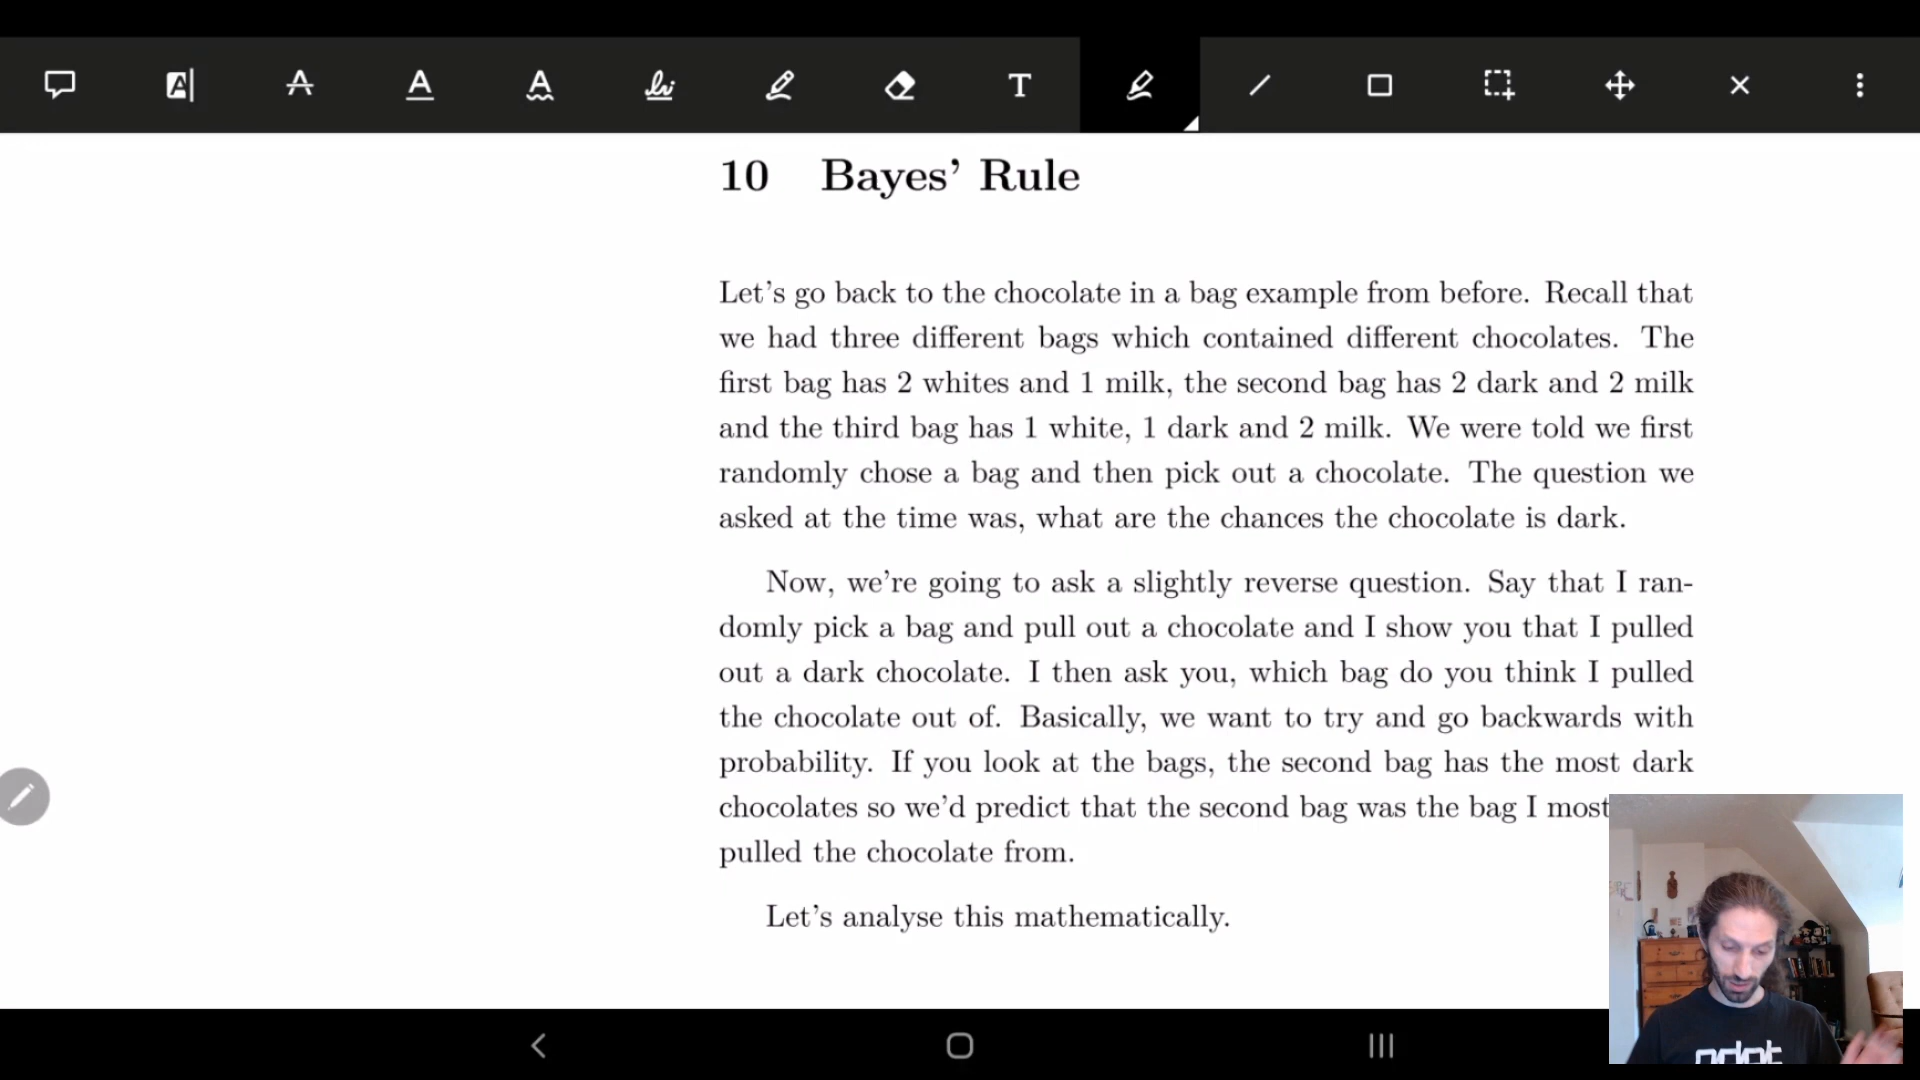 10 Bayes' Rule
Let's go back to the chocolate in a bag example from before. Recall that
we had three different bags which contained different chocolates. The
first bag has 2 whites and 1 milk, the second bag has 2 dark and 2 milk
and the third bag has 1 white, 1 dark and 2 milk. We were told we first
randomly chose a bag and then pick out a chocolate. The question we
asked at the time was, what are the chances the chocolate is dark.
Now, we're going to ask a slightly reverse question. Say that I ran-
domly pick a bag and pull out a chocolate and I show you that I pulled
out a dark chocolate. I then ask you, which bag do you think I pulled
the chocolate out of. Basically, we want to try and go backwards with
probability. If you look at the bags, the second bag has the most dark
chocolates so we'd predict that the second bag was the bag I most
pulled the chocolate from.
Let's analyse this mathematically.